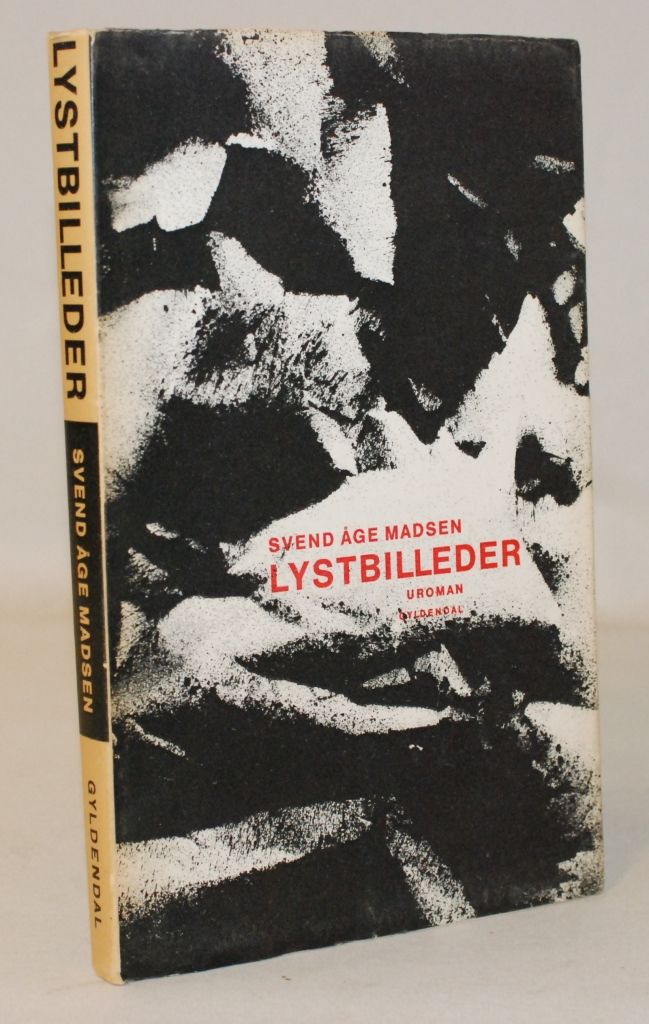 LYSTBILLEDER
SVEND ÅGE MADSEN
GYLDENDAL
SVEND ÅGE MADSEN
LYSTBILLEDER
UROMAN
GYLDENDAL